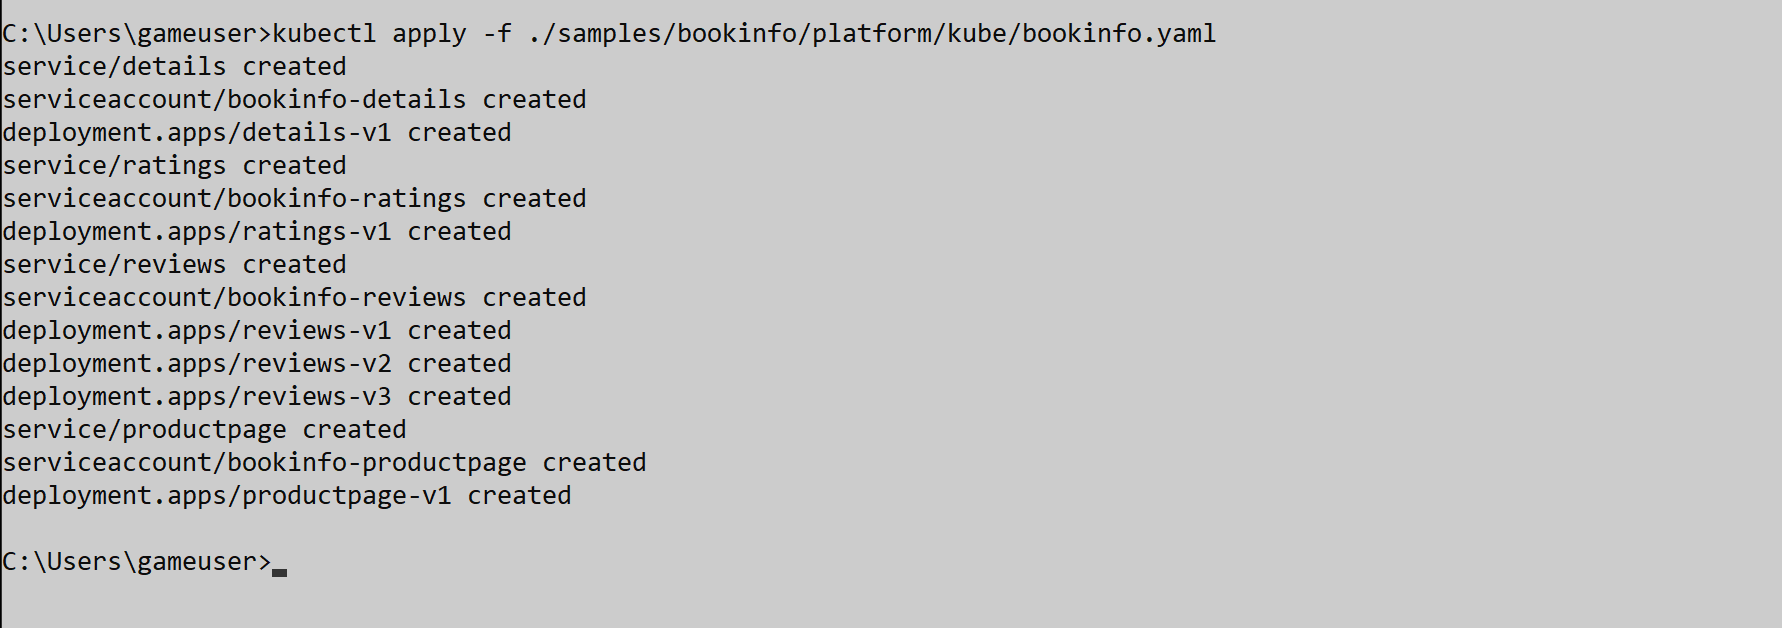 C:\Users\gameuser>kubectl apply -f ./samples/bookinfo/platform/kube/bookinfo.yaml
service/details created
serviceaccount/bookinfo-details created
deployment.apps/details-v1 created
service/ratings created
serviceaccount/bookinfo-ratings created
deployment.apps/ratings-v1 created
service/reviews created
serviceaccount/bookinfo-reviews created
deployment.apps/reviews-v1 created
deployment.apps/reviews-v2 created
deployment.apps/reviews-v3 created
service/productpage created
serviceaccount/bookinfo-productpage created
deployment.apps/productpage-v1 created
C:\Users\gameuser>